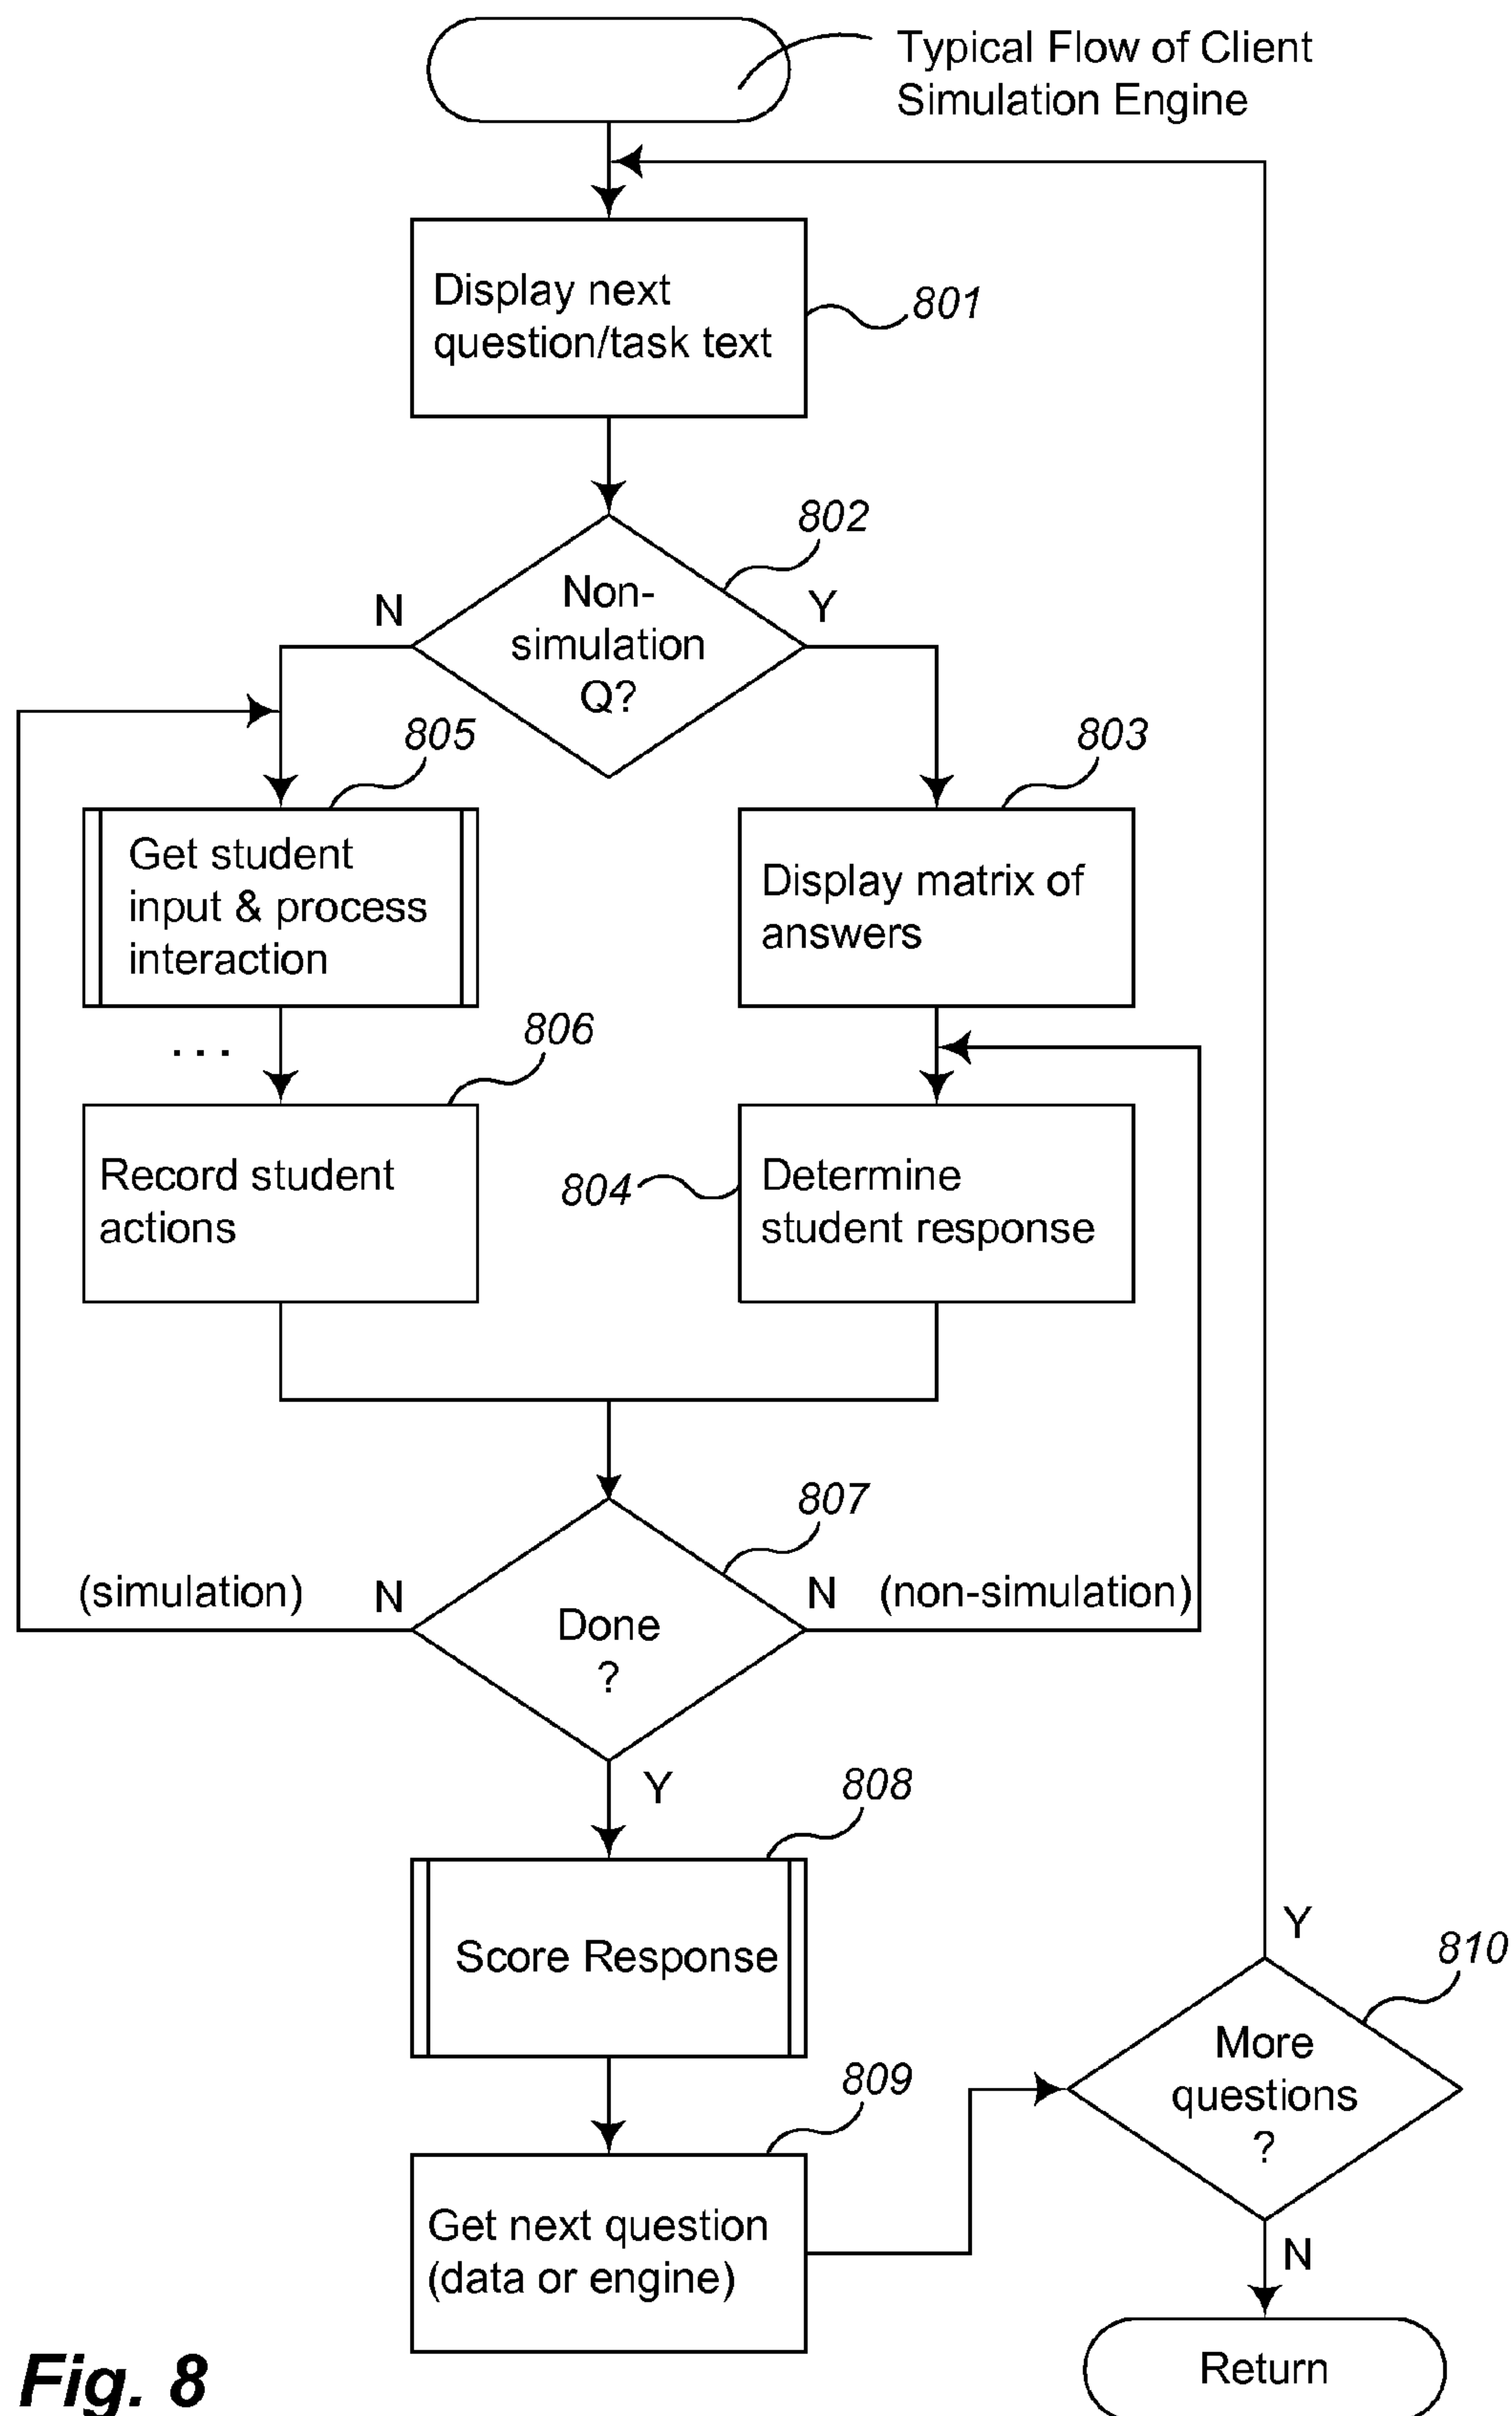 Typical Flow of Client
Simulation Engine
Display next
question/task text
801
802
Non-
simulation
Q?
N
Y
805
803
Get student
input & process
interaction
Display matrix of
answers
...
806
Record student
actions
804
Determine
student response
807
(simulation)
N
N
(non-simulation)
Done
?
Y
808
Score Response
Y
810
More
questions
?
809
Get next question
(data or engine)
N
Return
Fig. 8